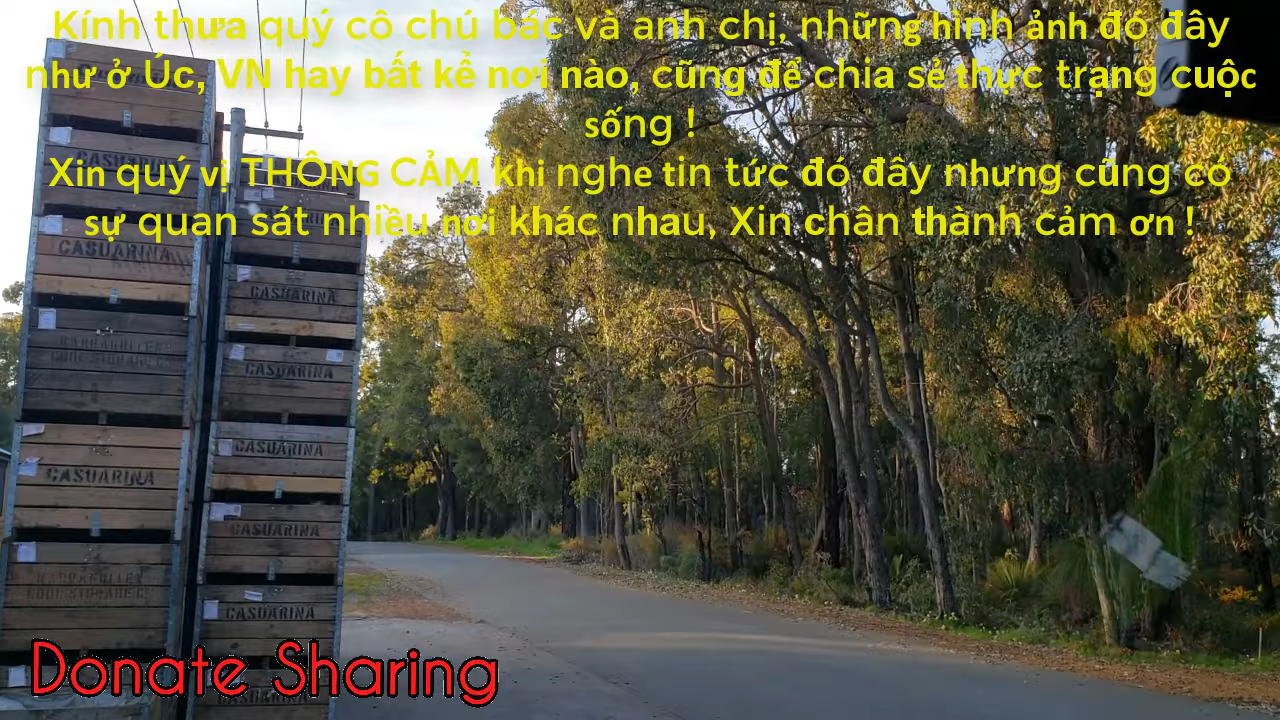 Kính thưa quý cô chú bác và anh chị, những hình ảnh đó đây
như ở Úc, VN hay bất kể nơi nào, cũng để chia sẻ thực trạng cuộc
sống !
Xin quý vị THÔNG CẢM khi nghe tin tức đó đây nhưng cũng có
sự quan sát nhiều nơi khác nhau, Xin chân thành cảm ơn !
CASUARINA
CASUARINA
CASUARINA
CASUARINA
CASUARINA
CASUARINA
CASUARINA
CASUARINA
CASUARINA
Donate Sharing